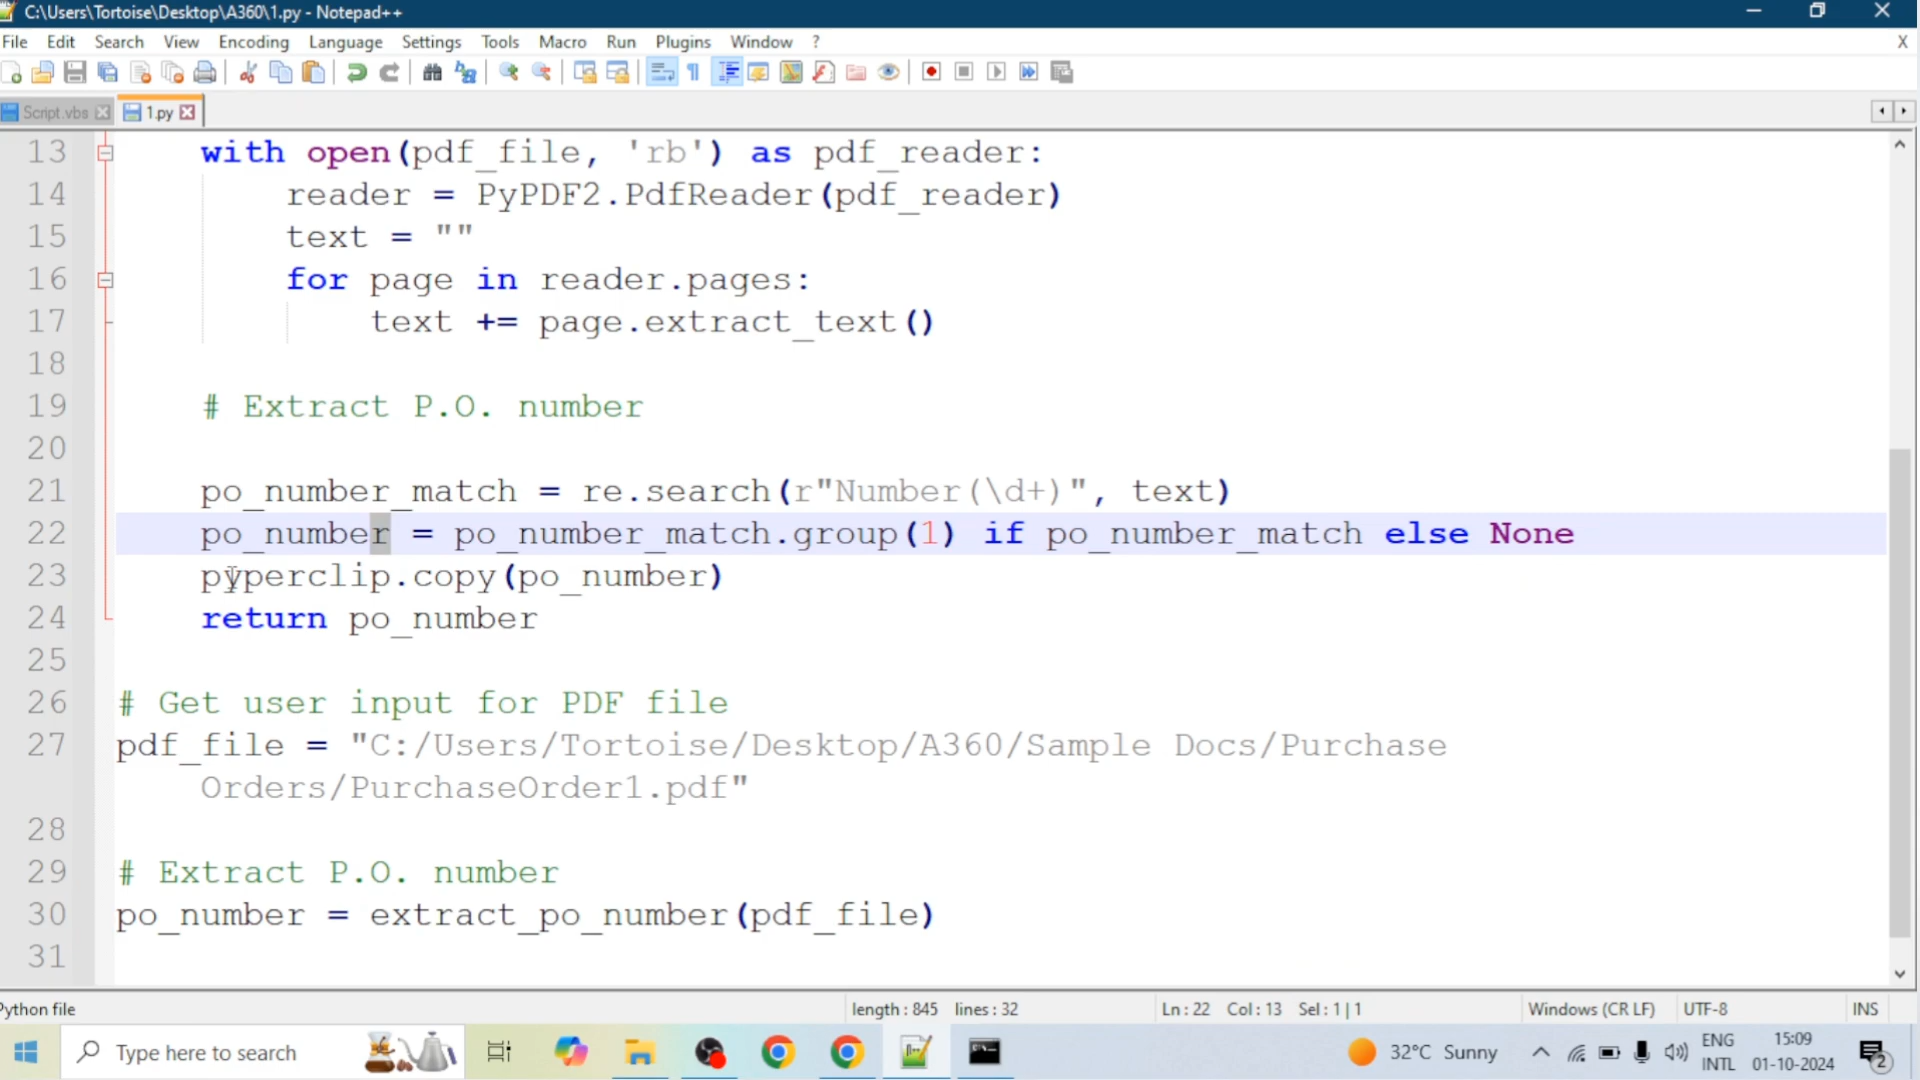 C:\Users\Tortoise\Desktop\A360\1.py - Notepad++
File Edit Search View Encoding Language Settings Tools Macro Run Plugins Window ? X
Script.vbs 1.py
13 with open(pdf_file, 'rb') as pdf_reader:
14 reader = PyPDF2.PdfReader(pdf_reader)
15 text = ""
16 for page in reader.pages:
17 text += page.extract_text()
18
19 # Extract P.O. number
20
21 po_number_match = re.search(r"Number(\d+)", text)
22 po_number = po_number_match.group(1) if po_number_match else None
23 pyperclip.copy(po_number)
24 return po_number
25
26 # Get user input for PDF file
27 pdf_file = "C:/Users/Tortoise/Desktop/A360/Sample Docs/Purchase
Orders/PurchaseOrder1.pdf"
28
29 # Extract P.O. number
30 po_number = extract_po_number(pdf_file)
31
Python file length : 845 lines : 32 Ln : 22 Col : 13 Sel : 1 | 1 Windows (CR LF) UTF-8 INS
Type here to search 32°C Sunny ENG INTL 15:09 01-10-2024 2